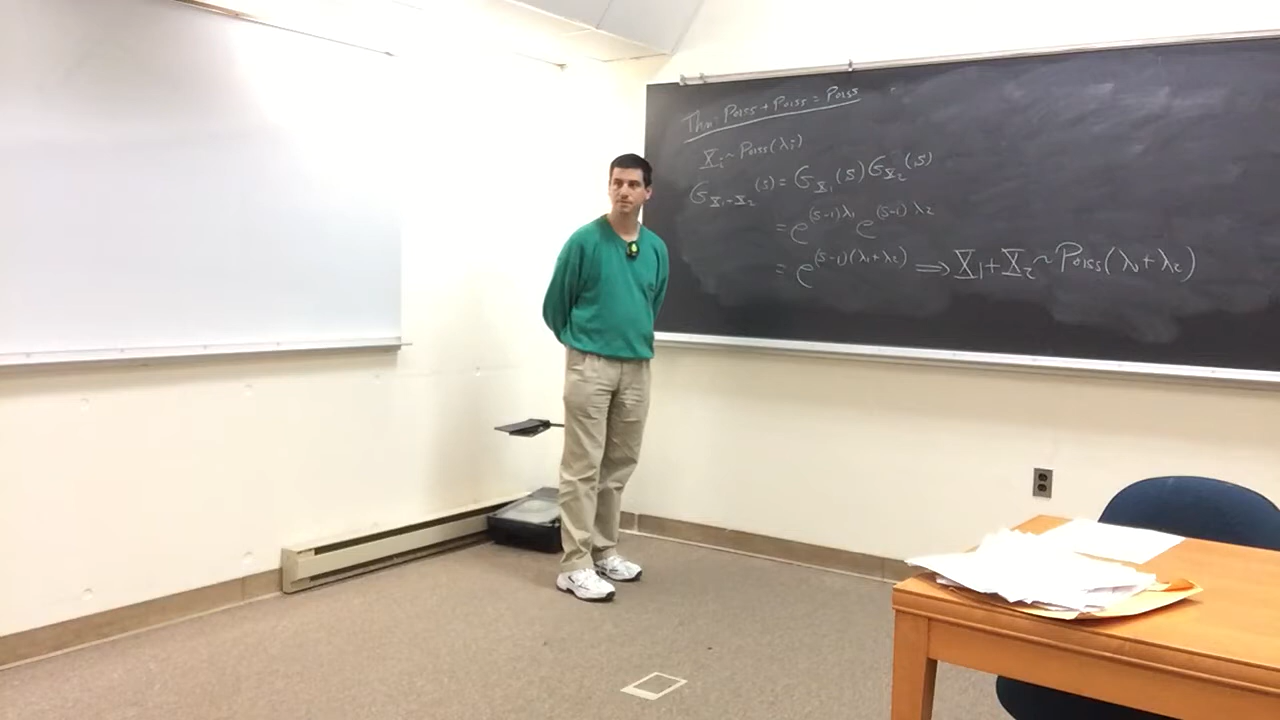 Thm: Poiss + Poiss = Poiss
X_i ~ Poiss(λ_i)
G_{X_1+X_2}(s) = G_{X_1}(s) G_{X_2}(s)
= e^{(s-1)λ_1} e^{(s-1)λ_2}
= e^{(s-1)(λ_1+λ_2)} ⟹ X_1+X_2 ~ Poiss(λ_1+λ_2)